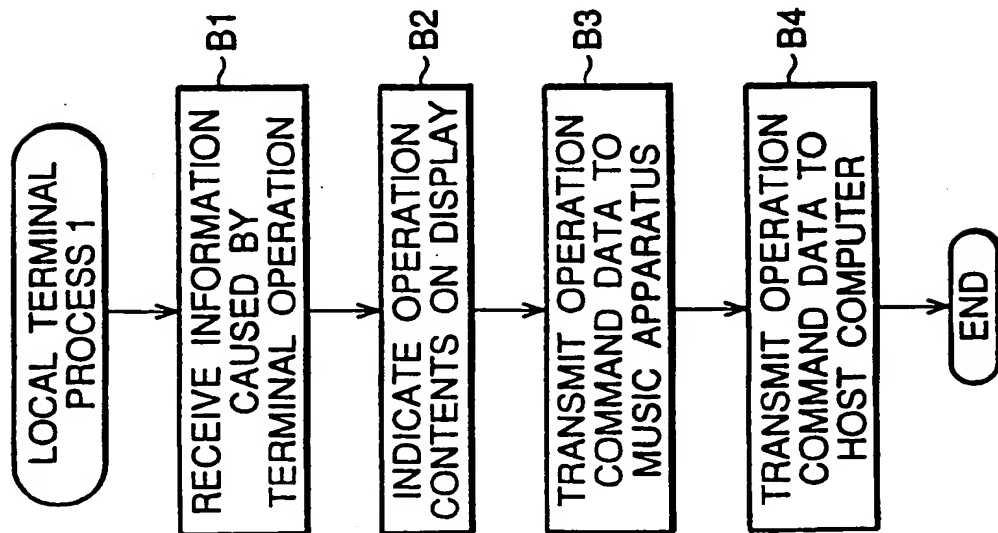 LOCAL TERMINAL
PROCESS 1
RECEIVE INFORMATION
CAUSED BY
TERMINAL OPERATION
B1
INDICATE OPERATION
CONTENTS ON DISPLAY
B2
TRANSMIT OPERATION
COMMAND DATA TO
MUSIC APPARATUS
B3
TRANSMIT OPERATION
COMMAND DATA TO
HOST COMPUTER
B4
END